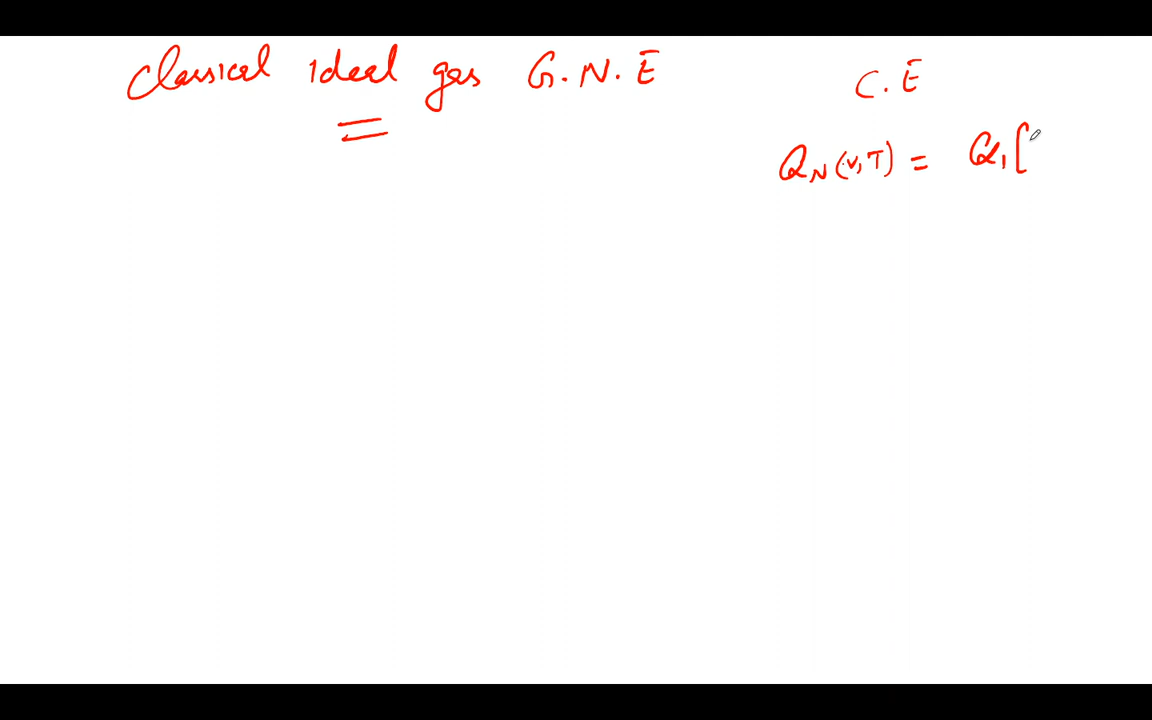 Classical ideal gas G.N.E
C.E
Q_N (V,T) = Q_1 [